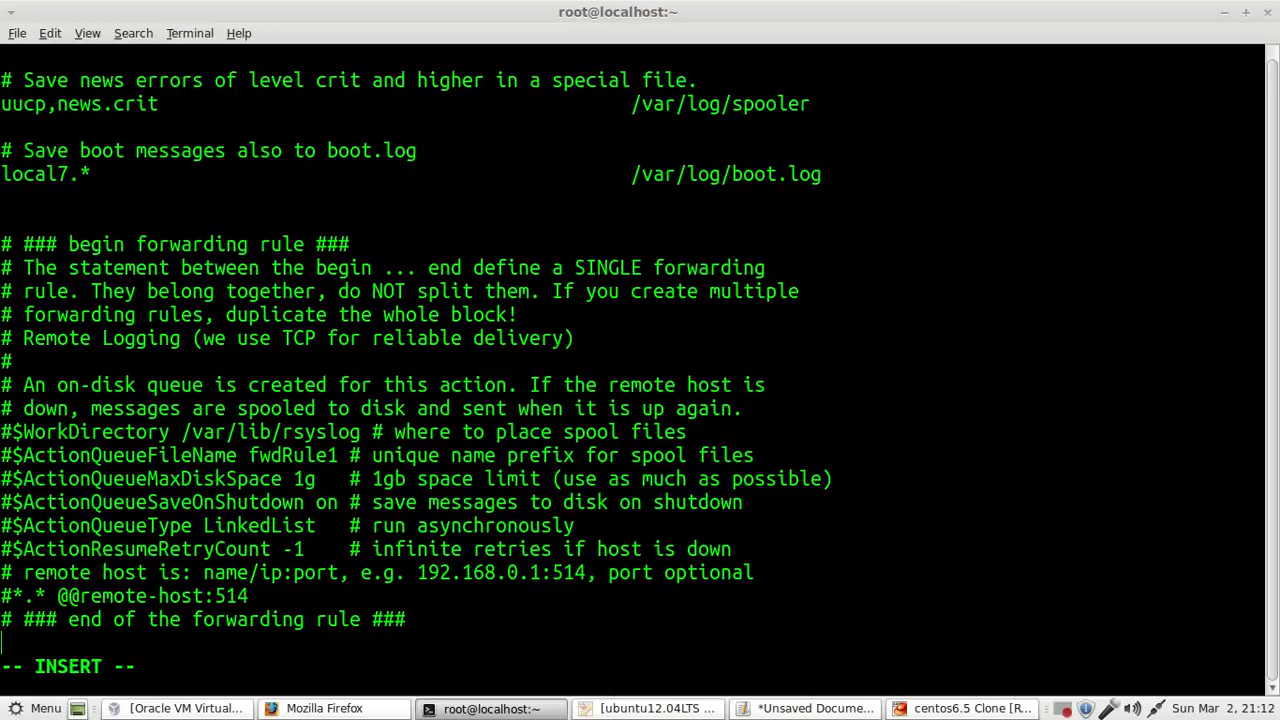 root@localhost:~
File Edit View Search Terminal Help
# Save news errors of level crit and higher in a special file.
uucp,news.crit /var/log/spooler
# Save boot messages also to boot.log
local7.* /var/log/boot.log
# ### begin forwarding rule ###
# The statement between the begin ... end define a SINGLE forwarding
# rule. They belong together, do NOT split them. If you create multiple
# forwarding rules, duplicate the whole block!
# Remote Logging (we use TCP for reliable delivery)
#
# An on-disk queue is created for this action. If the remote host is
# down, messages are spooled to disk and sent when it is up again.
#$WorkDirectory /var/lib/rsyslog # where to place spool files
#$ActionQueueFileName fwdRule1 # unique name prefix for spool files
#$ActionQueueMaxDiskSpace 1g # 1gb space limit (use as much as possible)
#$ActionQueueSaveOnShutdown on # save messages to disk on shutdown
#$ActionQueueType LinkedList # run asynchronously
#$ActionResumeRetryCount -1 # infinite retries if host is down
# remote host is: name/ip:port, e.g. 192.168.0.1:514, port optional
#*.* @@remote-host:514
# ### end of the forwarding rule ###
-- INSERT --
Menu [Oracle VM Virtual... Mozilla Firefox root@localhost:~ [ubuntu12.04LTS ... *Unsaved Docume... centos6.5 Clone [R... Sun Mar 2, 21:12